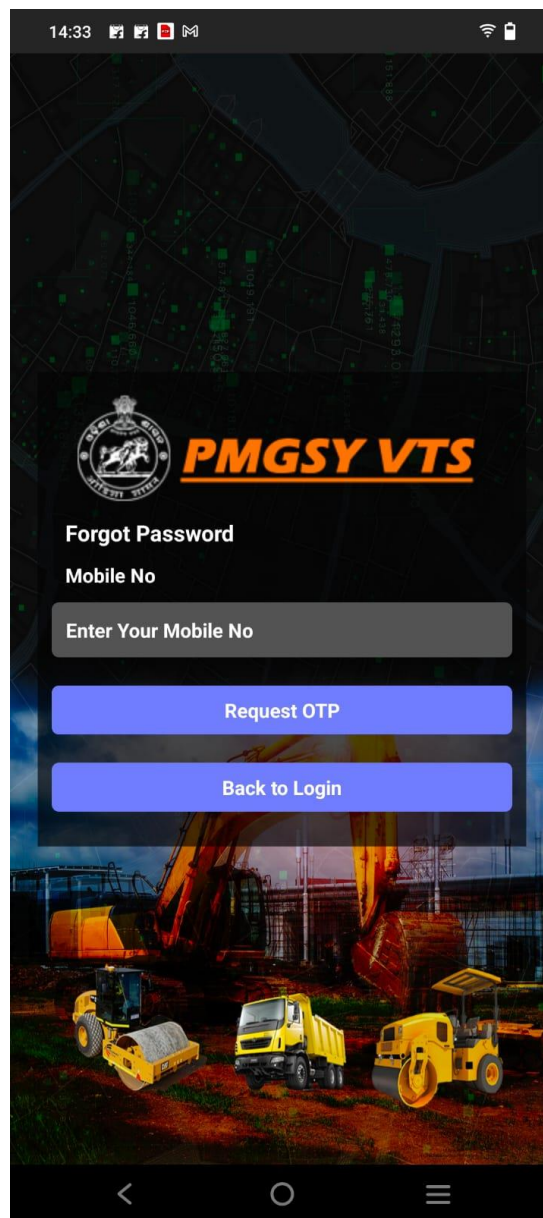 14:33
PMGSY VTS
Forgot Password
Mobile No
Enter Your Mobile No
Request OTP
Back to Login